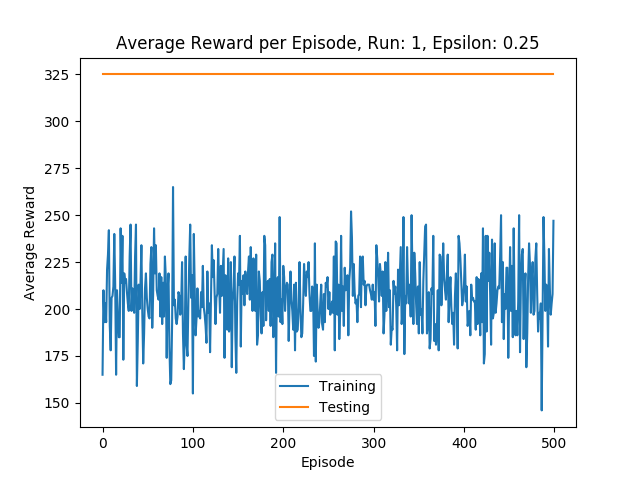 Average Reward per Episode, Run: 1, Epsilon: 0.25
325
300
275
250
225
200
175
150
Average Reward
Training
Testing
0
100
200
300
400
500
Episode